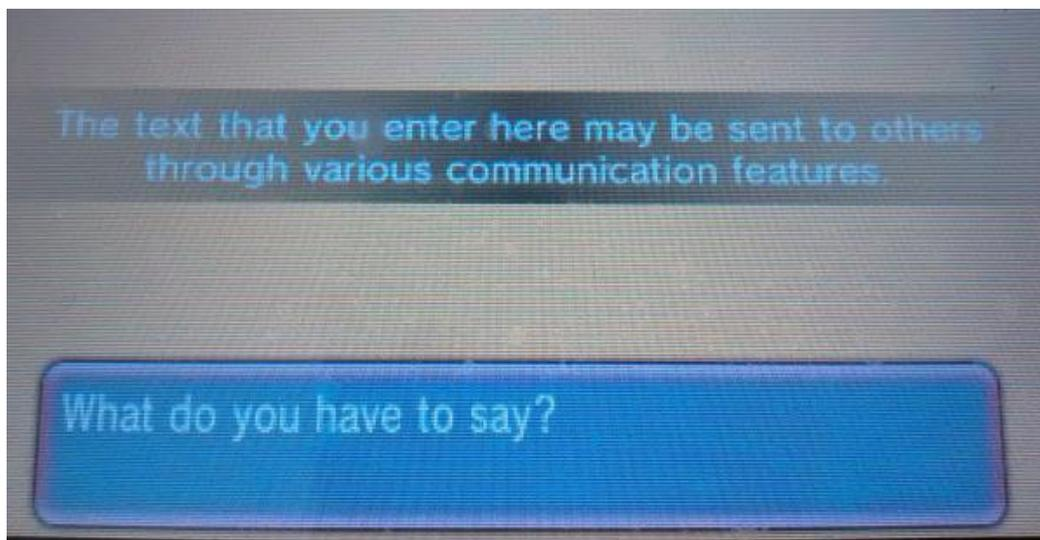 The text that you enter here may be sent to others
through various communication features.
What do you have to say?